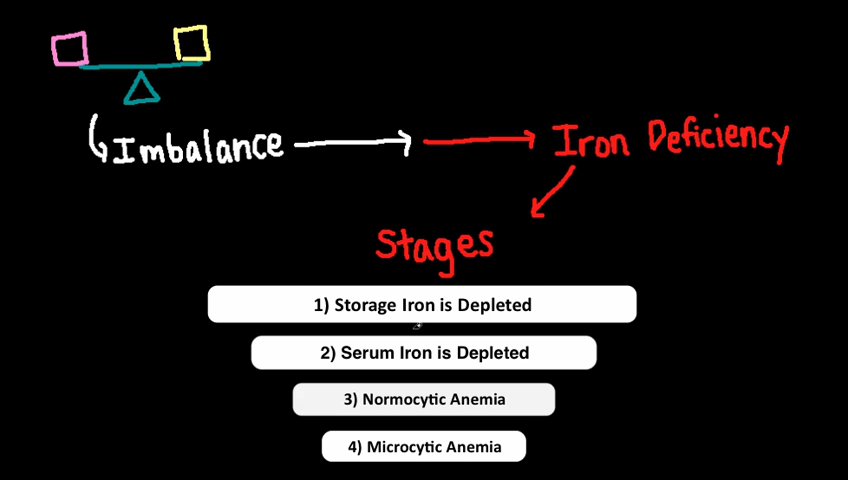 Imbalance
Iron Deficiency
Stages
1) Storage Iron is Depleted
2) Serum Iron is Depleted
3) Normocytic Anemia
4) Microcytic Anemia